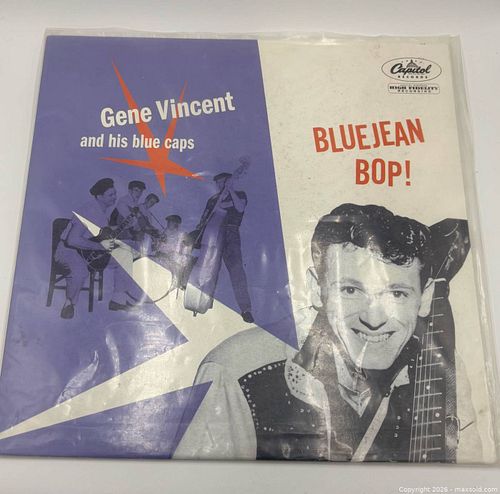 Gene Vincent
and his blue caps
Capitol
RECORDS
HIGH FIDELITY
RECORDING
BLUEJEAN
BOP!
Copyright © 2026 - maxsold.com